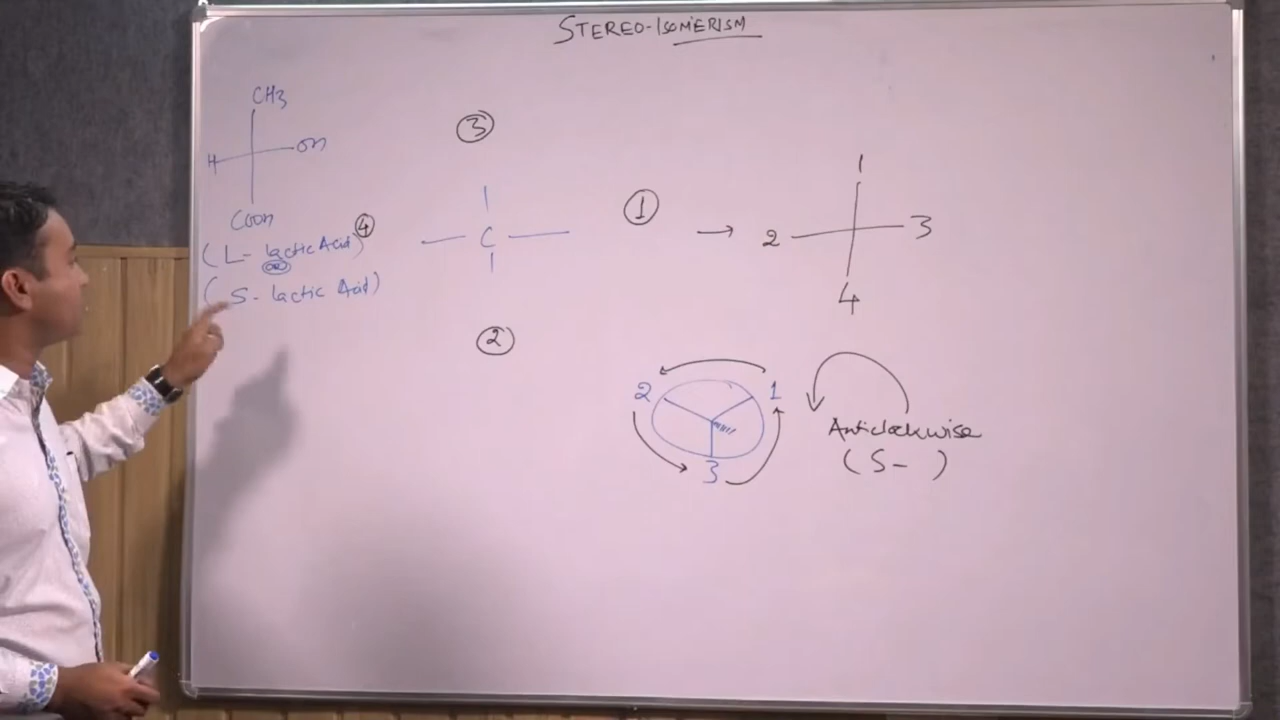 STEREO-ISOMERISM
CH3
H
OH
COOH
(L- lactic Acid)
OR
(S- lactic Acid)
3
4
C
1
2
→
1
2
3
4
2
1
3
Anticlockwise
(S- )